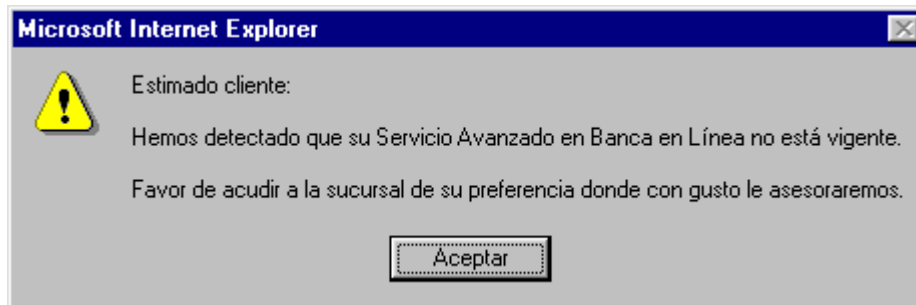 Microsoft Internet Explorer
Estimado cliente:
Hemos detectado que su Servicio Avanzado en Banca en Línea no está vigente.
Favor de acudir a la sucursal de su preferencia donde con gusto le asesoraremos.
Aceptar